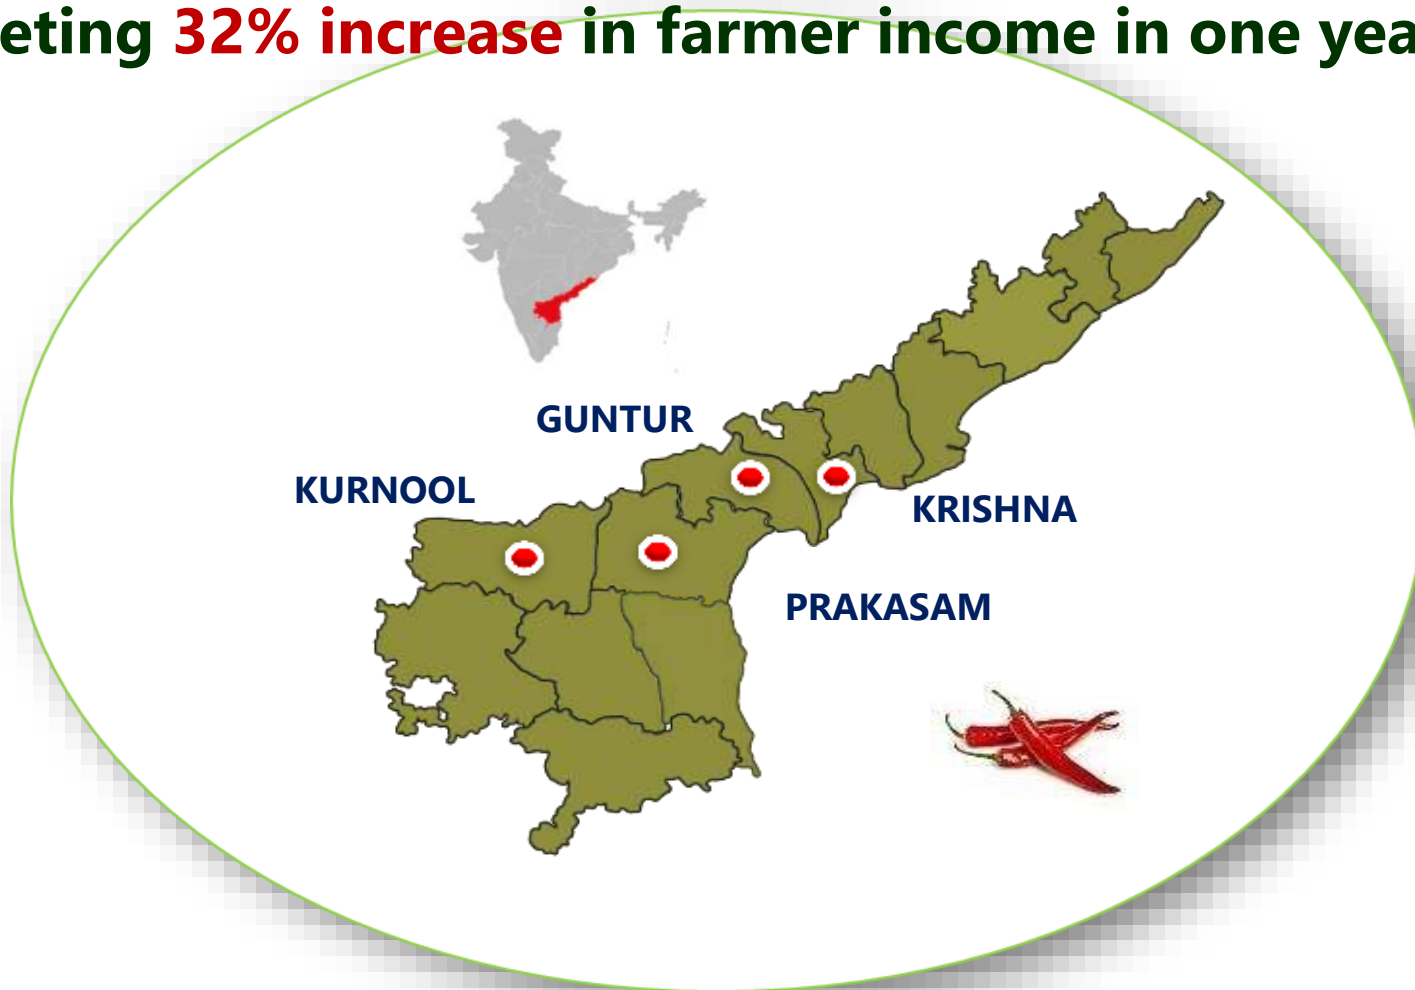 eting 32% increase in farmer income in one yea
GUNTUR
KURNOOL
KRISHNA
PRAKASAM